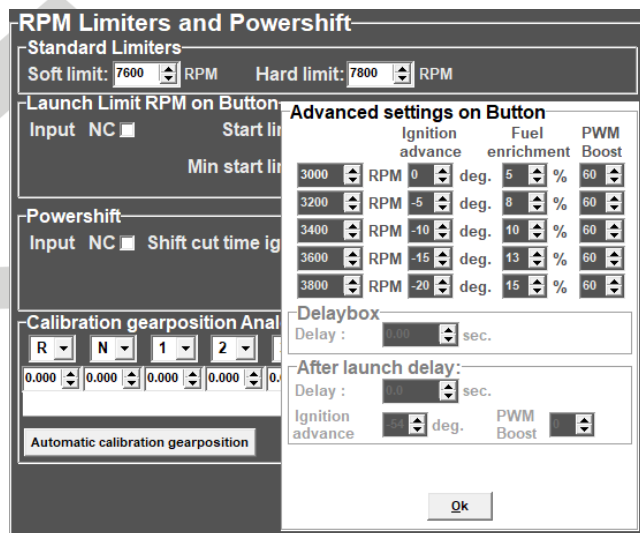 RPM Limiters and Powershift
Standard Limiters
Soft limit: 7600 RPM Hard limit: 7800 RPM
Launch Limit RPM on Button
Input NC Start li
Min start li
Powershift
Input NC Shift cut time ig
Calibration gearposition Anal
R N 1 2
0.000 0.000 0.000 0.000 0.
Automatic calibration gearposition
Advanced settings on Button
Ignition advance Fuel enrichment PWM Boost
3000 RPM 0 deg. 5 % 60
3200 RPM -5 deg. 8 % 60
3400 RPM -10 deg. 10 % 60
3600 RPM -15 deg. 13 % 60
3800 RPM -20 deg. 15 % 60
Delaybox
Delay : 0.00 sec.
After launch delay:
Delay : 0.0 sec.
Ignition advance -54 deg. PWM Boost 0
Ok